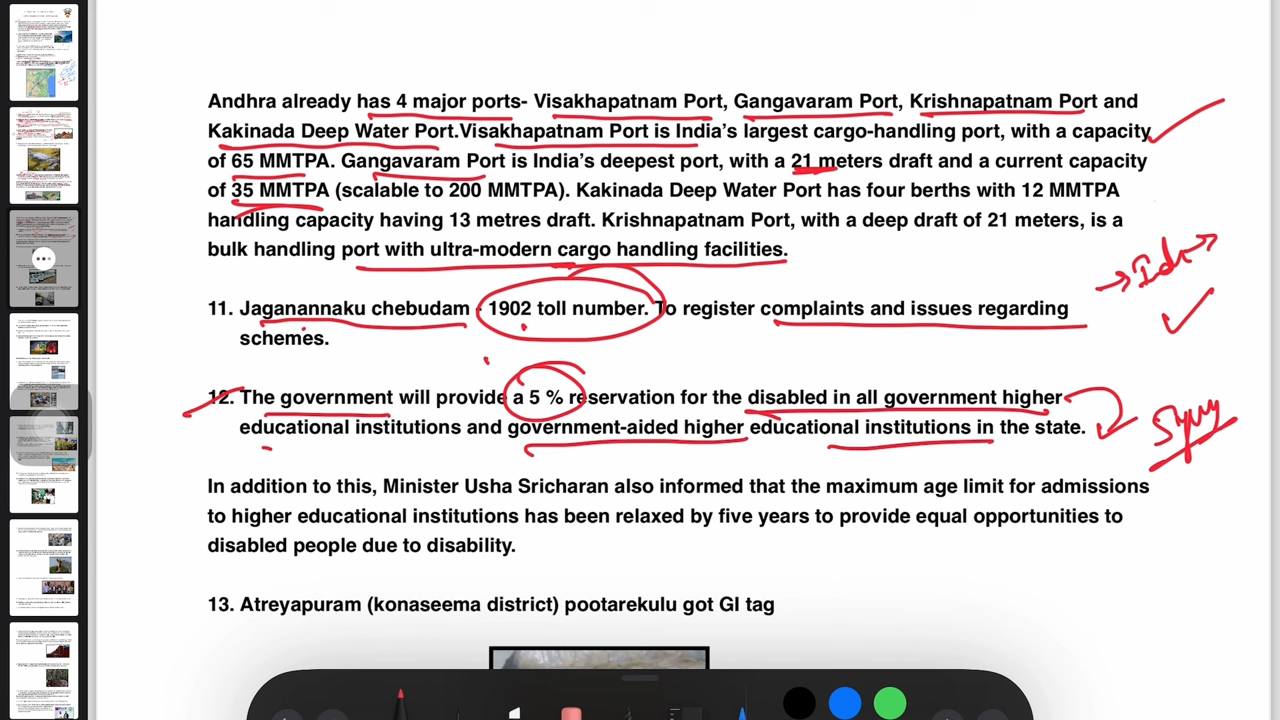 Andhra already has 4 major ports- Visakhapatnam Port, Gangavaram Port, Krishnapatnam Port and
Kakinada Deep Water Port.Visakhapatnam Port is India's largest cargo-handling port, with a capacity
of 65 MMTPA. Gangavaram Port is India's deepest port, with a 21 meters draft and a current capacity
of 35 MMTPA (scalable to 200 MMTPA). Kakinada Deep Water Port has four berths with 12 MMTPA
handling capacity having 13 metres draft. Krishnapatnam Port, with a deep draft of 21 meters, is a
bulk handling port with ultra-modern cargo handling facilities.
11. Jaganannaku chebudam - 1902 toll number. To register complaints and issues regarding
schemes.
12. The government will provide a 5 % reservation for the disabled in all government higher
educational institutions and government-aided higher educational institutions in the state.
In addition to this, Minister Usha Sricharan also informed that the maximum age limit for admissions
to higher educational institutions has been relaxed by five years to provide equal opportunities to
disabled people due to disability.
13. Atreyapuram (konaseema district) pootarekulu got GI tag